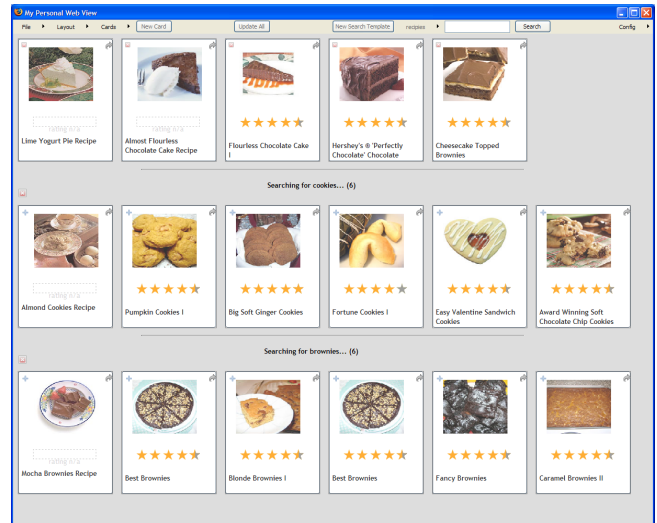 My Personal Web View
File Layout Cards New Card Update All New Search Template recipies Search Config
rating n/a
rating n/a
Lime Yogurt Pie Recipe
Almost Flourless
Chocolate Cake Recipe
Flourless Chocolate Cake
I
Hershey's ® 'Perfectly
Chocolate' Chocolate
Cheesecake Topped
Brownies
Searching for cookies... (6)
rating n/a
Almond Cookies Recipe
Pumpkin Cookies I
Big Soft Ginger Cookies
Fortune Cookies I
Easy Valentine Sandwich
Cookies
Award Winning Soft
Chocolate Chip Cookies
Searching for brownies... (6)
rating n/a
Mocha Brownies Recipe
Best Brownies
Blonde Brownies I
Best Brownies
Fancy Brownies
Caramel Brownies II